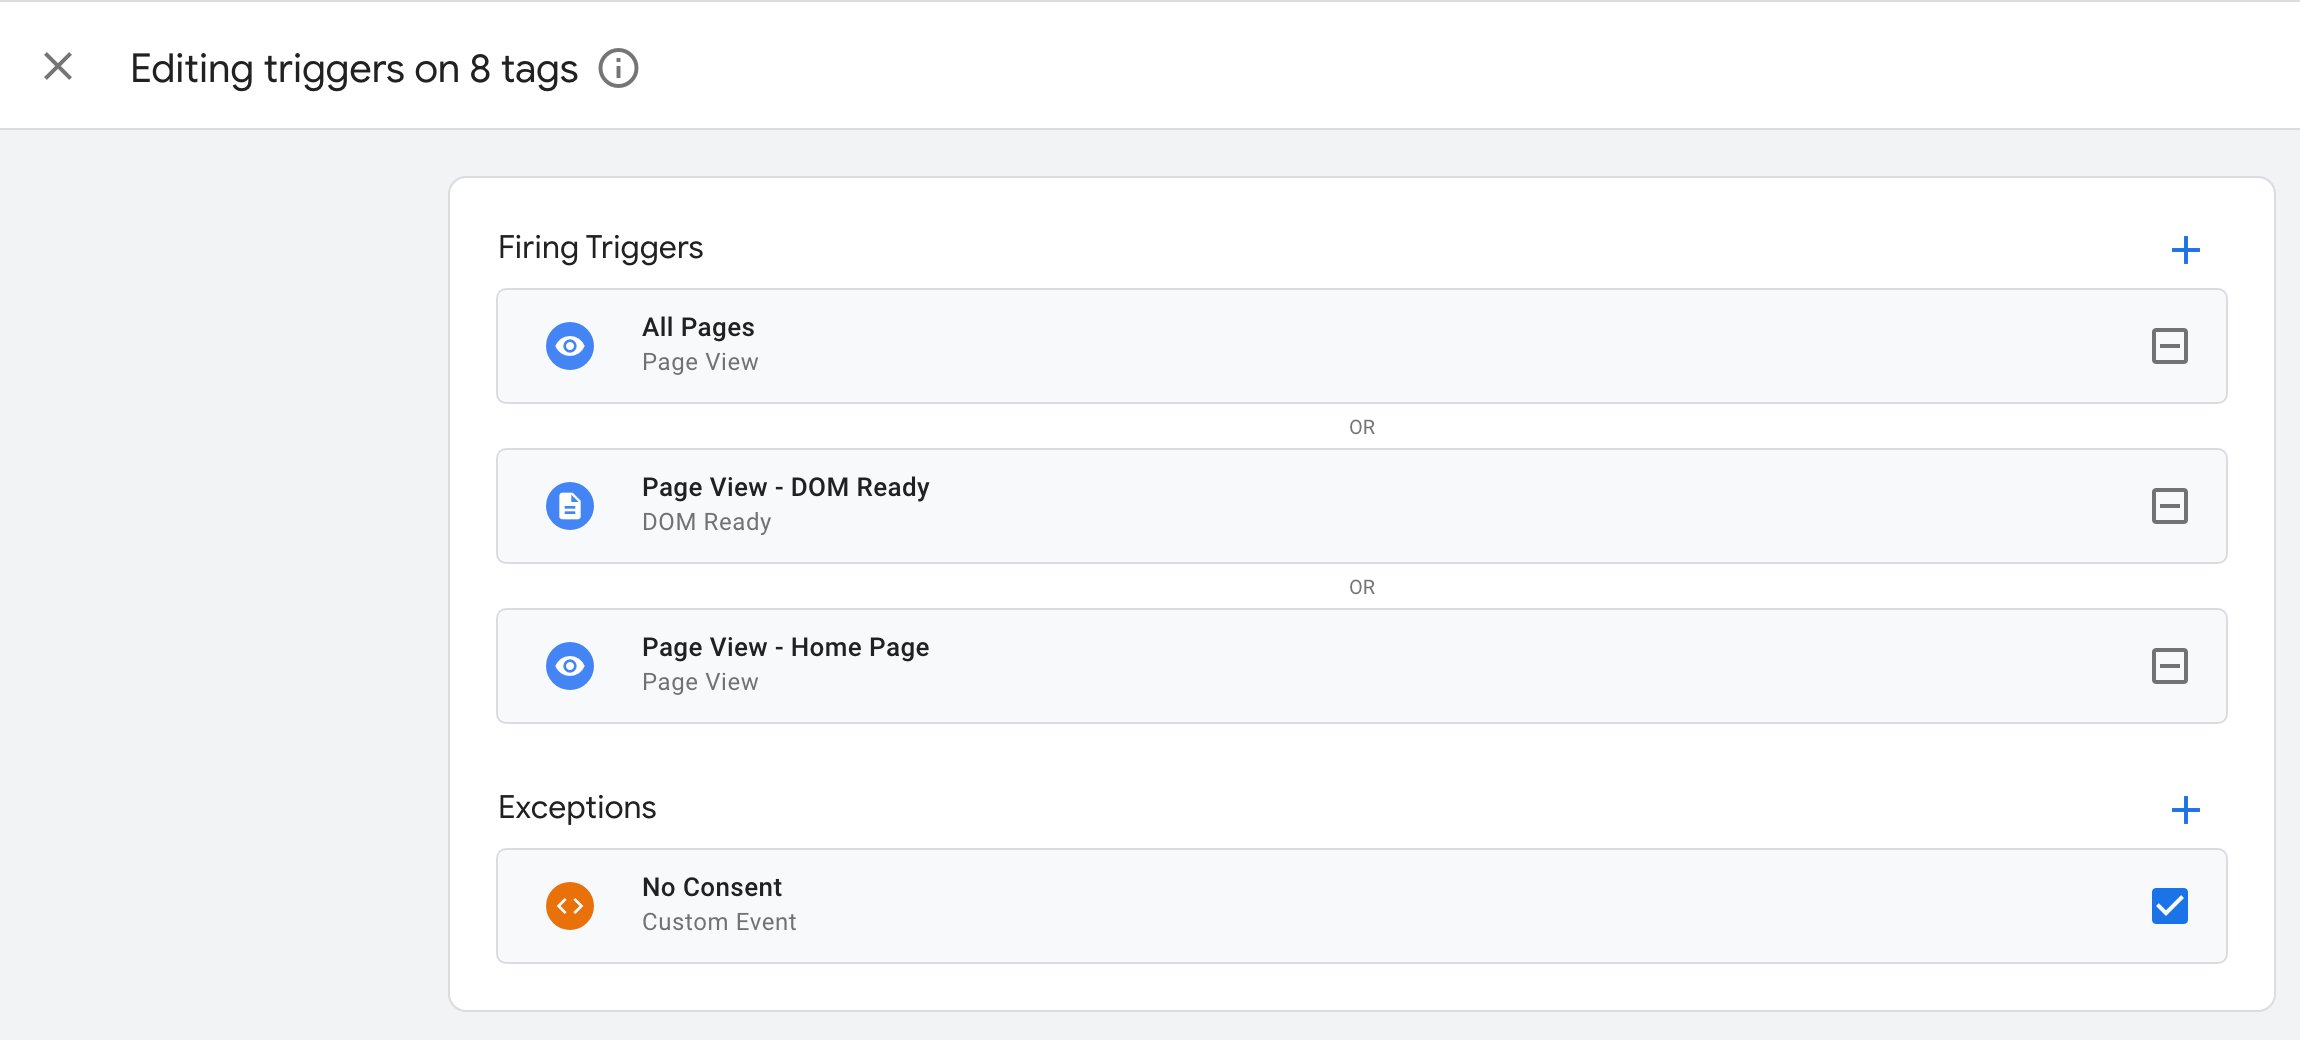 Editing triggers on 8 tags
Firing Triggers
All Pages
Page View
OR
Page View - DOM Ready
DOM Ready
OR
Page View - Home Page
Page View
Exceptions
No Consent
Custom Event